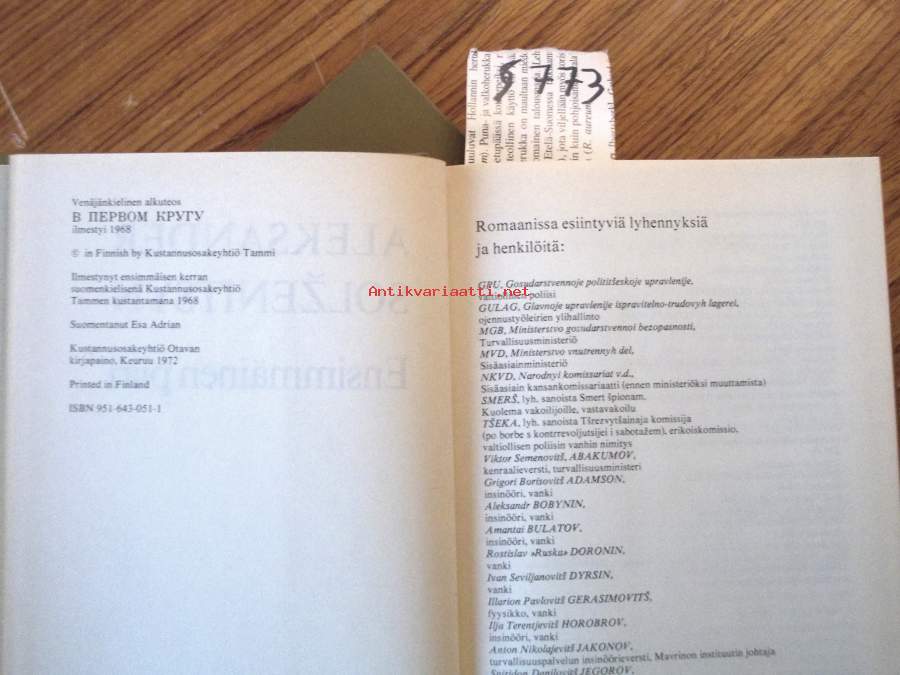 9773
Venäjänkielinen alkuteos
В ПЕРВОМ КРУГУ
ilmestyi 1968
© in Finnish by Kustannusosakeyhtiö Tammi
Ilmestynyt ensimmäisen kerran
suomenkielisenä Kustannusosakeyhtiö
Tammen kustantamana 1968
Suomentanut Esa Adrian
Kustannusosakeyhtiö Otavan
kirjapaino, Keuruu 1972
Printed in Finland
ISBN 951-643-051-1
Antikvariaatti.net
Romaanissa esiintyviä lyhennyksiä
ja henkilöitä:
GRU, Gosudarstvennoje polititšeskoje upravlenije,
valtiollinen poliisi
GULAG, Glavnoje upravlenije ispravitelno-trudovyh lagerei,
ojennustyöleirien ylihallinto
MGB, Ministerstvo gosudarstvennoi bezopasnosti,
Turvallisuusministeriö
MVD, Ministerstvo vnutrennyh del,
Sisäasiainministeriö
NKVD, Narodnyi komissariat v.d.,
Sisäasiain kansankomissariaatti (ennen ministeriöksi muuttamista)
SMERŠ, lyh. sanoista Smert špionam,
Kuolema vakoilijoille, vastavakoilu
TŠEKA, lyh. sanoista Tšrezvytšainaja komissija
(po borbe s kontrrevoljutsijei i sabotažem), erikoiskomissio,
valtiollisen poliisin vanhin nimitys
Viktor Semenovitš, ABAKUMOV,
kenraalieversti, turvallisuusministeri
Grigori Borisovitš ADAMSON,
insinööri, vanki
Aleksandr BOBYNIN,
insinööri, vanki
Amantai BULATOV,
insinööri, vanki
Rostislav »Ruska» DORONIN,
vanki
Ivan Seviljanovitš DYRSIN,
vanki
Illarion Pavlovitš GERASIMOVITŠ,
fyysikko, vanki
Ilja Terentjevitš HOROBROV,
insinööri, vanki
Anton Nikolajevitš JAKONOV,
turvallisuuspalvelun insinöörieversti, Mavrinon instituutin johtaja
Spiridon Danilovitš JEGOROV,